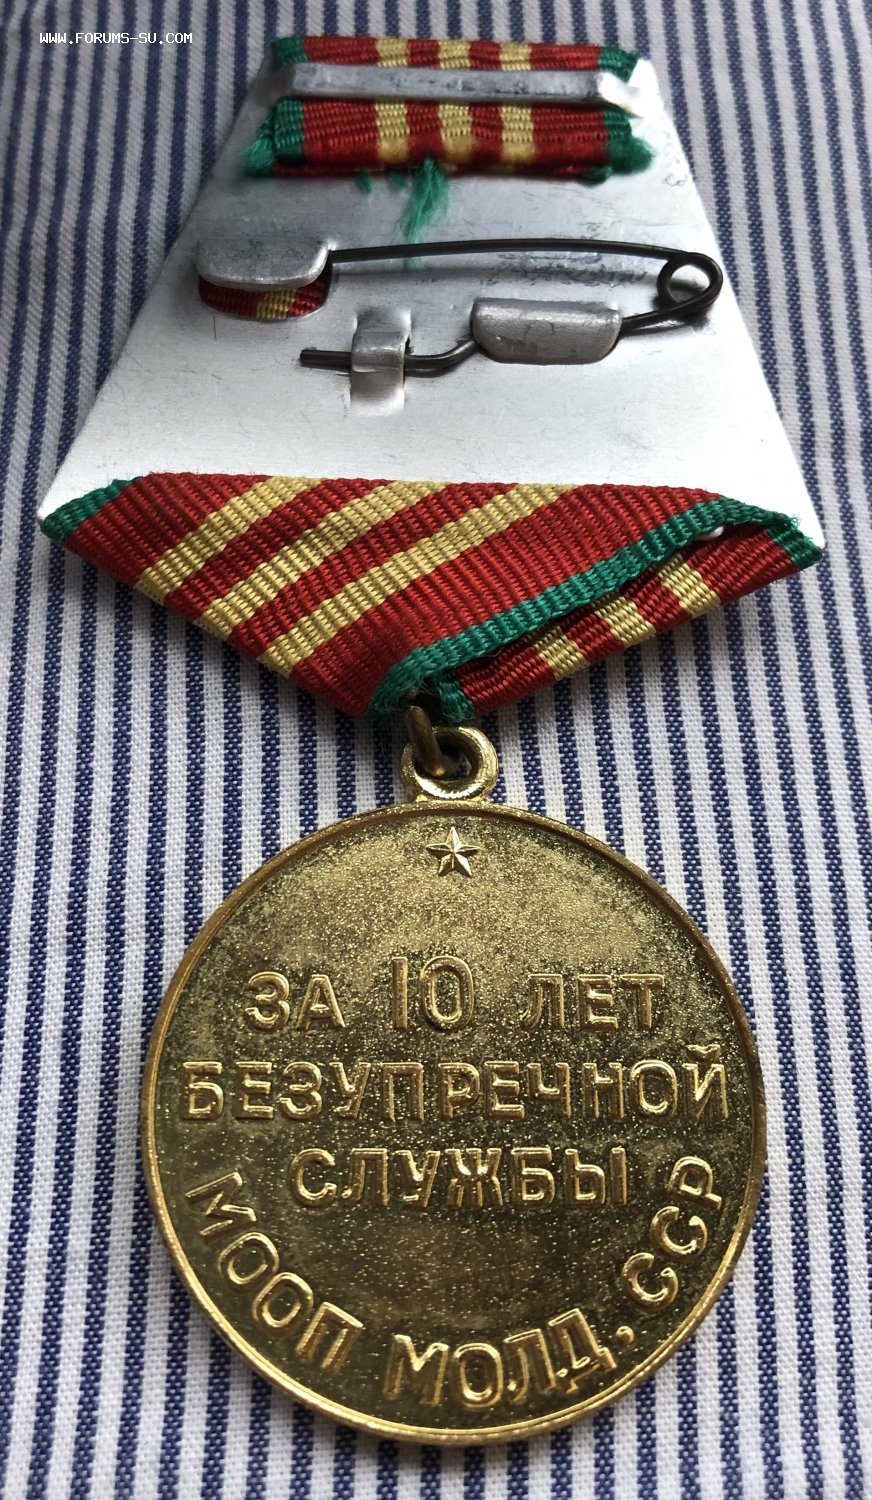 WWW.FORUMS-SU.COM
ЗА 10 ЛЕТ
БЕЗУПРЕЧНОЙ
СЛУЖБЫ
МООП МОЛД. ССР